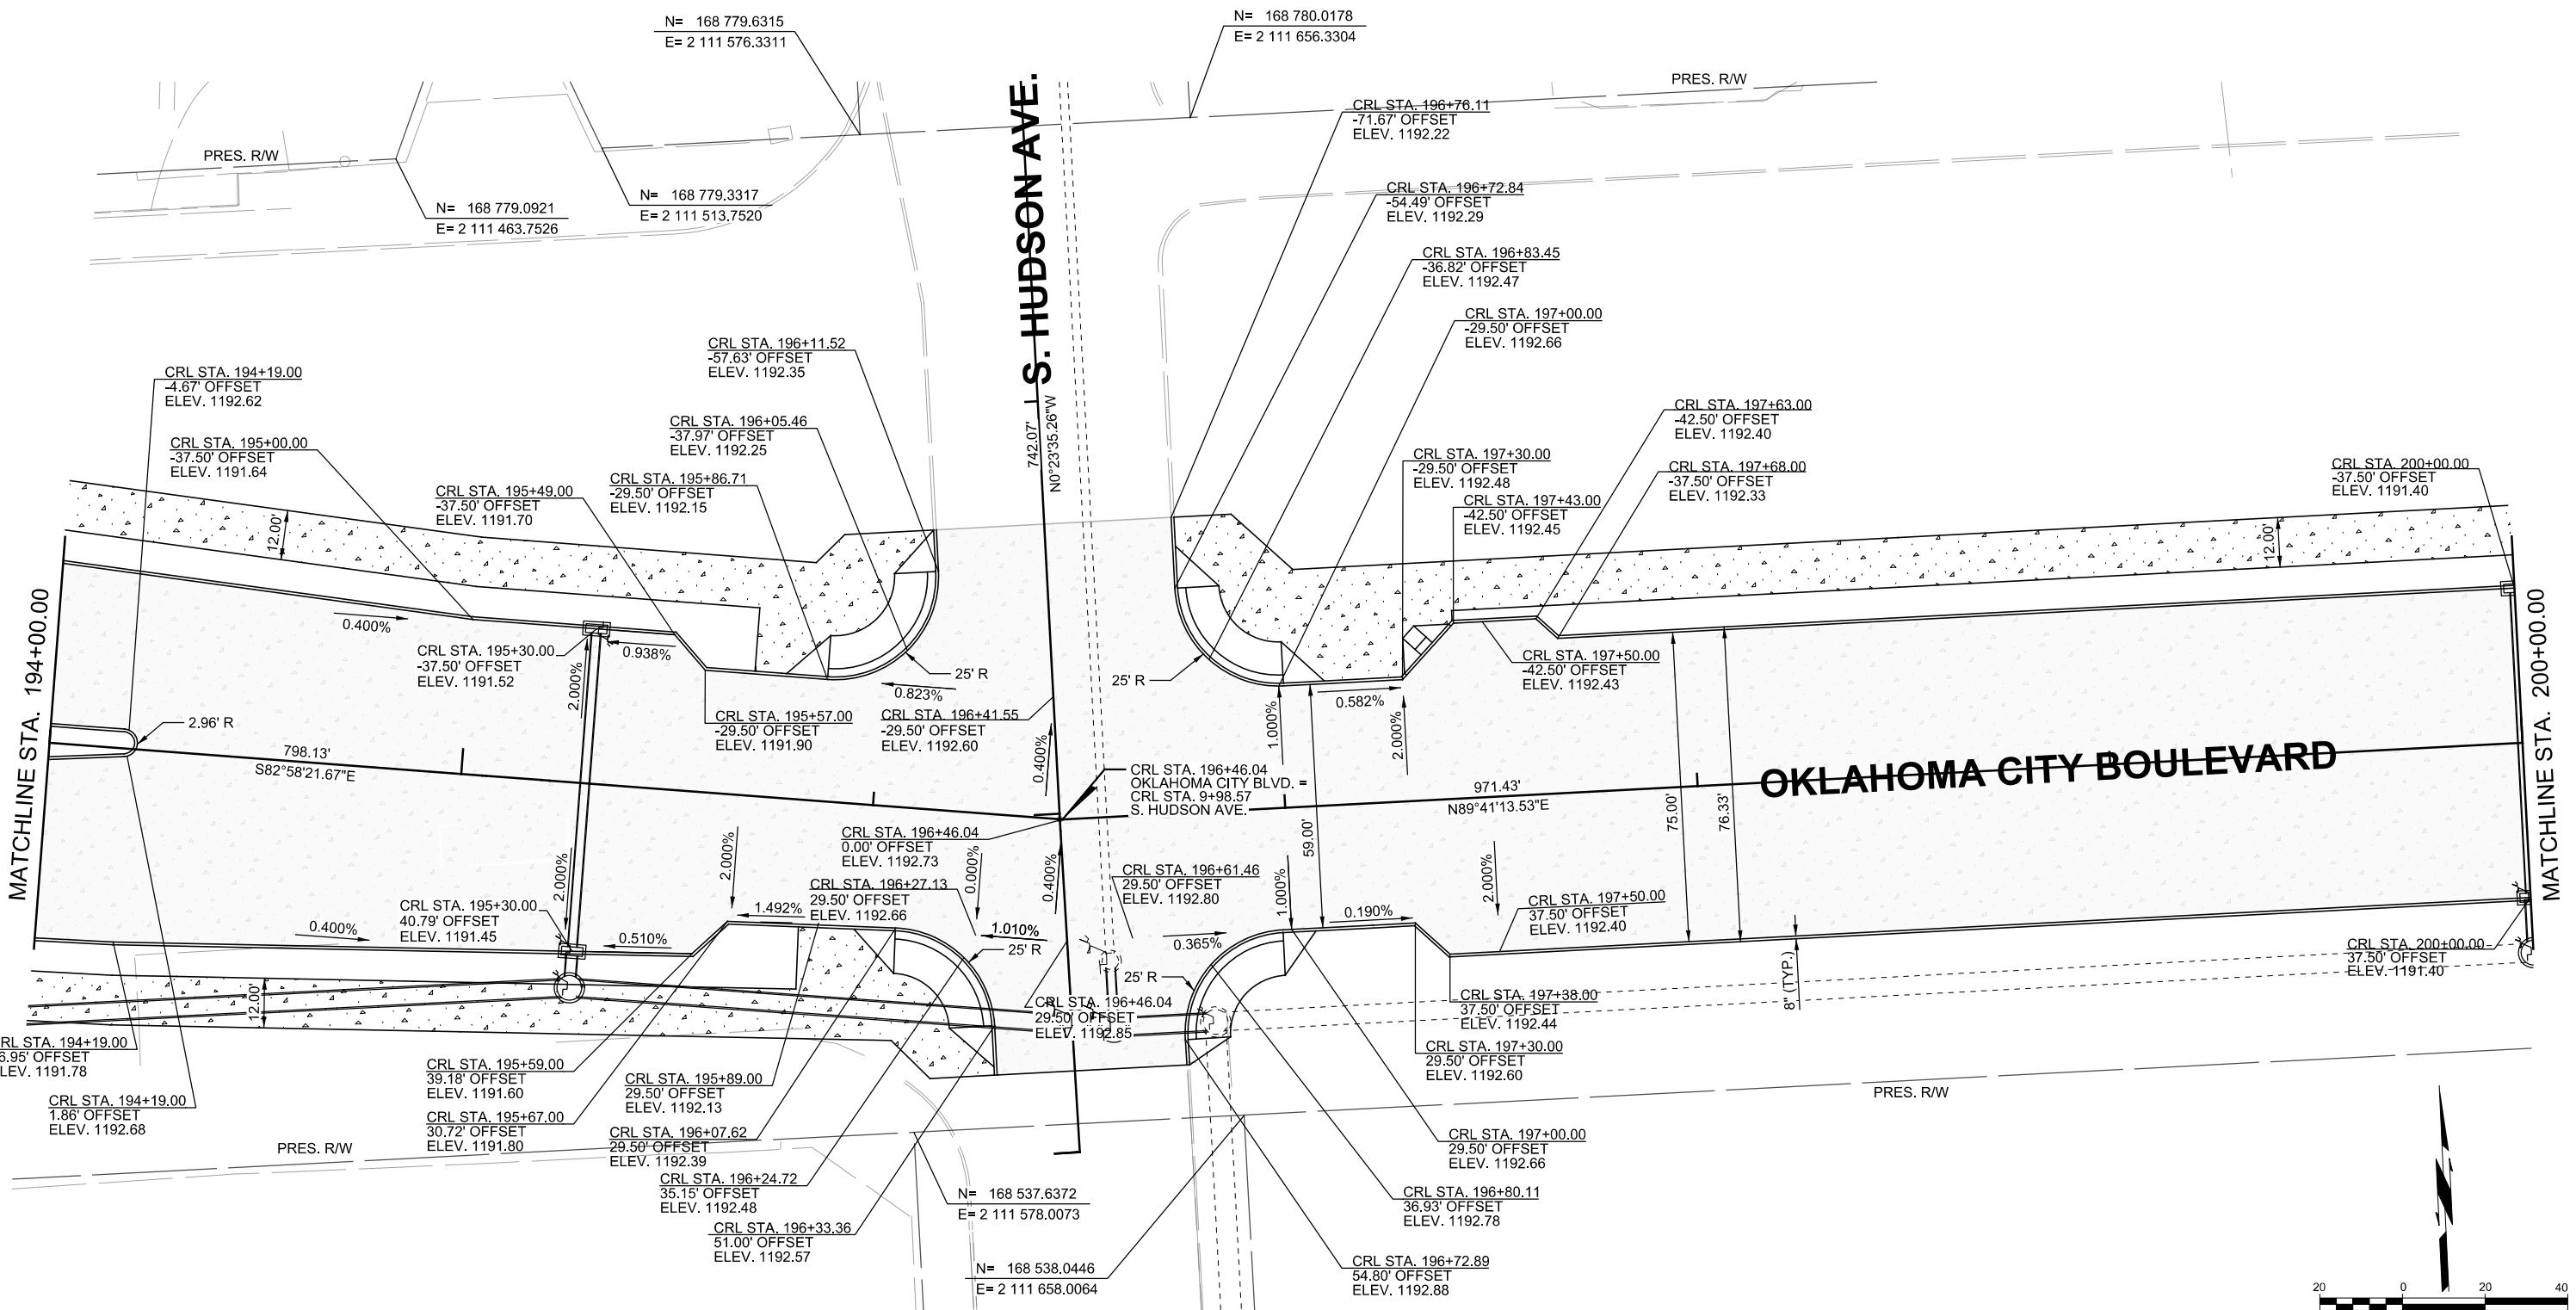 N= 168 779.6315
E= 2 111 576.3311
N= 168 780.0178
E= 2 111 656.3304
PRES. R/W
PRES. R/W
N= 168 779.0921
E= 2 111 463.7526
N= 168 779.3317
E= 2 111 513.7520
S. HUDSON AVE.
742.07'
N0°23'35.26"W
CRL STA. 196+76.11
-71.67' OFFSET
ELEV. 1192.22
CRL STA. 196+72.84
-54.49' OFFSET
ELEV. 1192.29
CRL STA. 196+83.45
-36.82' OFFSET
ELEV. 1192.47
CRL STA. 197+00.00
-29.50' OFFSET
ELEV. 1192.66
CRL STA. 196+11.52
-57.63' OFFSET
ELEV. 1192.35
CRL STA. 194+19.00
-4.67' OFFSET
ELEV. 1192.62
CRL STA. 195+00.00
-37.50' OFFSET
ELEV. 1191.64
CRL STA. 196+05.46
-37.97' OFFSET
ELEV. 1192.25
CRL STA. 195+86.71
-29.50' OFFSET
ELEV. 1192.15
CRL STA. 195+49.00
-37.50' OFFSET
ELEV. 1191.70
CRL STA. 197+63.00
-42.50' OFFSET
ELEV. 1192.40
CRL STA. 197+30.00
-29.50' OFFSET
ELEV. 1192.48
CRL STA. 197+68.00
-37.50' OFFSET
ELEV. 1192.33
CRL STA. 197+43.00
-42.50' OFFSET
ELEV. 1192.45
CRL STA. 200+00.00
-37.50' OFFSET
ELEV. 1191.40
12.00'
12.00'
MATCHLINE STA. 194+00.00
MATCHLINE STA. 200+00.00
0.400%
CRL STA. 195+30.00
-37.50' OFFSET
ELEV. 1191.52
2.000%
0.938%
25' R
0.823%
25' R
0.582%
CRL STA. 197+50.00
-42.50' OFFSET
ELEV. 1192.43
CRL STA. 195+57.00
-29.50' OFFSET
ELEV. 1191.90
CRL STA. 196+41.55
-29.50' OFFSET
ELEV. 1192.60
1.000%
2.000%
2.96' R
798.13'
S82°58'21.67"E
0.400%
CRL STA. 196+46.04
OKLAHOMA CITY BLVD. =
CRL STA. 9+98.57
S. HUDSON AVE.
971.43'
N89°41'13.53"E
OKLAHOMA CITY BOULEVARD
75.00'
76.33'
59.00'
CRL STA. 196+46.04
0.00' OFFSET
ELEV. 1192.73
2.000%
2.000%
0.000%
0.400%
CRL STA. 196+27.13
29.50' OFFSET
ELEV. 1192.66
CRL STA. 196+61.46
29.50' OFFSET
ELEV. 1192.80
1.000%
2.000%
CRL STA. 195+30.00
40.79' OFFSET
ELEV. 1191.45
1.492%
0.190%
CRL STA. 197+50.00
37.50' OFFSET
ELEV. 1192.40
0.400%
0.510%
1.010%
0.365%
25' R
25' R
CRL STA. 200+00.00
37.50' OFFSET
ELEV. 1191.40
12.00'
8" (TYP.)
CRL STA. 196+46.04
29.50' OFFSET
ELEV. 1192.85
CRL STA. 197+38.00
37.50' OFFSET
ELEV. 1192.44
RL STA. 194+19.00
6.95' OFFSET
LEV. 1191.78
CRL STA. 197+30.00
29.50' OFFSET
ELEV. 1192.60
CRL STA. 195+59.00
39.18' OFFSET
ELEV. 1191.60
CRL STA. 195+89.00
29.50' OFFSET
ELEV. 1192.13
PRES. R/W
CRL STA. 194+19.00
1.86' OFFSET
ELEV. 1192.68
CRL STA. 195+67.00
30.72' OFFSET
ELEV. 1191.80
CRL STA. 196+07.62
29.50' OFFSET
ELEV. 1192.39
PRES. R/W
CRL STA. 197+00.00
29.50' OFFSET
ELEV. 1192.66
CRL STA. 196+24.72
35.15' OFFSET
ELEV. 1192.48
N= 168 537.6372
E= 2 111 578.0073
CRL STA. 196+80.11
36.93' OFFSET
ELEV. 1192.78
CRL STA. 196+33.36
51.00' OFFSET
ELEV. 1192.57
N= 168 538.0446
E= 2 111 658.0064
CRL STA. 196+72.89
54.80' OFFSET
ELEV. 1192.88
20 0 20 40